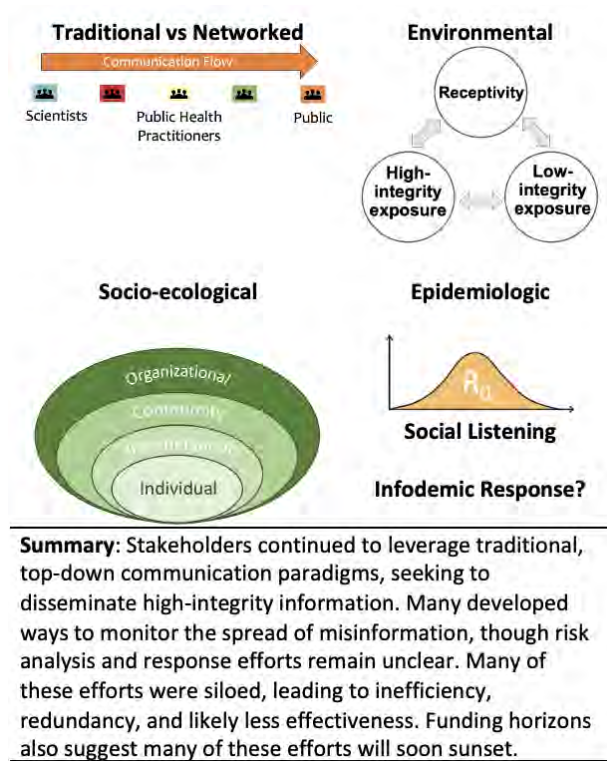 Traditional vs Networked
Communication Flow
Scientists
Public Health
Practitioners
Public
Environmental
Receptivity
High-
integrity
exposure
Low-
integrity
exposure
Socio-ecological
Organizational
Community
Individual
Epidemiologic
R₀
Social Listening
Infodemic Response?
Summary: Stakeholders continued to leverage traditional,
top-down communication paradigms, seeking to
disseminate high-integrity information. Many developed
ways to monitor the spread of misinformation, though risk
analysis and response efforts remain unclear. Many of
these efforts were siloed, leading to inefficiency,
redundancy, and likely less effectiveness. Funding horizons
also suggest many of these efforts will soon sunset.